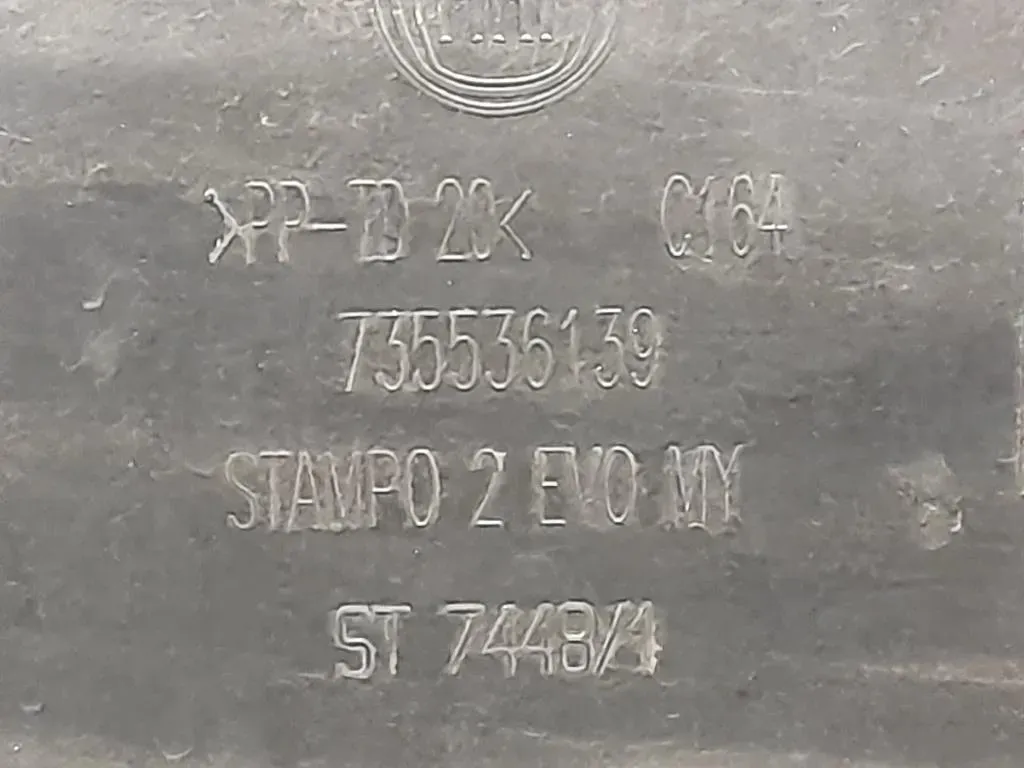 >PP-TD 20< C164
735536139
STAMPO 2 EVO MY
ST 7448/1